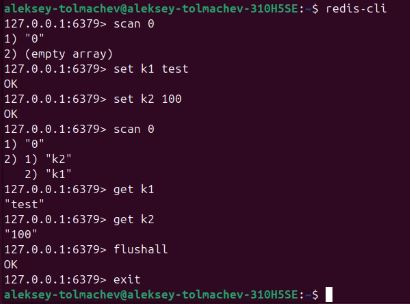 aleksey-tolmachev@aleksey-tolmachev-310H5SE:~$ redis-cli
127.0.0.1:6379> scan 0
1) "0"
2) (empty array)
127.0.0.1:6379> set k1 test
OK
127.0.0.1:6379> set k2 100
OK
127.0.0.1:6379> scan 0
1) "0"
2) 1) "k2"
   2) "k1"
127.0.0.1:6379> get k1
"test"
127.0.0.1:6379> get k2
"100"
127.0.0.1:6379> flushall
OK
127.0.0.1:6379> exit
aleksey-tolmachev@aleksey-tolmachev-310H5SE:~$